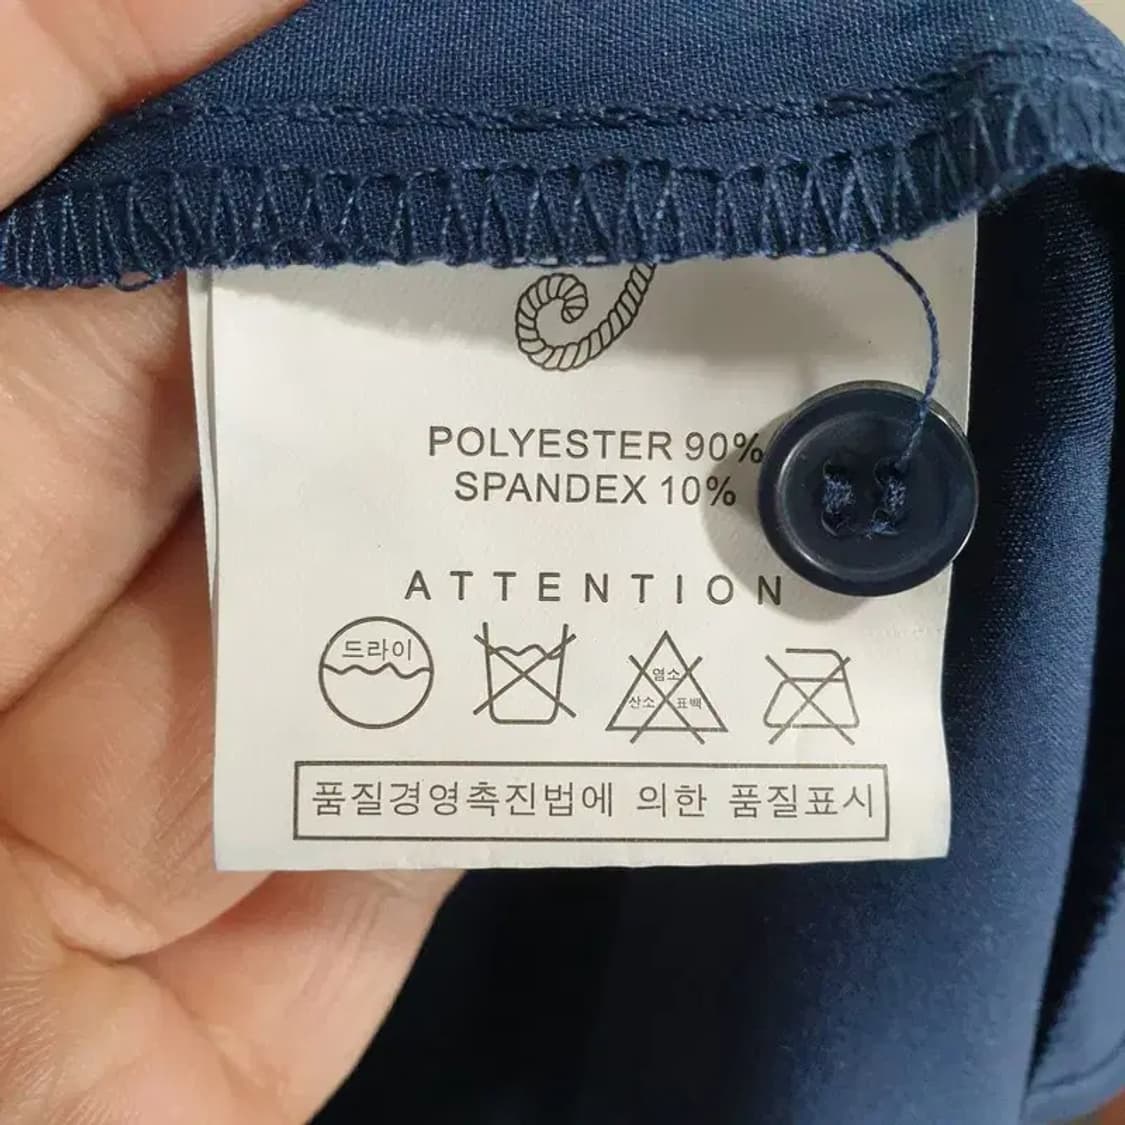 POLYESTER 90%
SPANDEX 10%
ATTENTION
드라이
염소
산소 표백
품질경영촉진법에 의한 품질표시